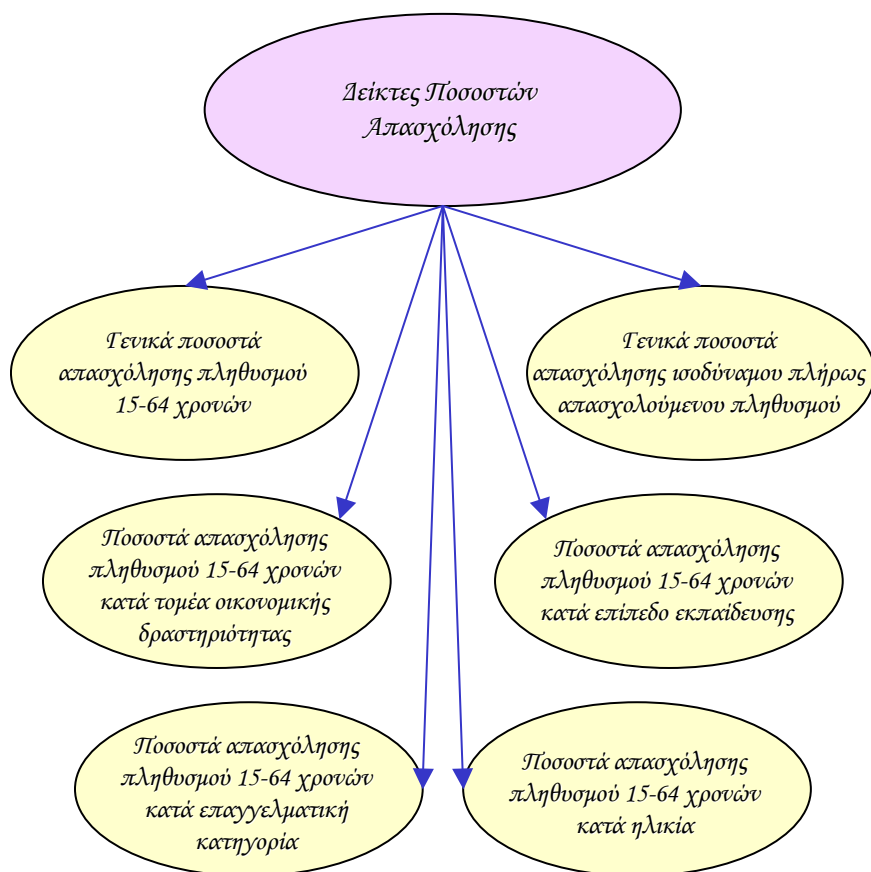 Δείκτες Ποσοστών
Απασχόλησης
Γενικά ποσοστά
απασχόλησης πληθυσμού
15-64 χρονών
Γενικά ποσοστά
απασχόλησης ισοδύναμου πλήρως
απασχολούμενου πληθυσμού
Ποσοστά απασχόλησης
πληθυσμού 15-64 χρονών
κατά τομέα οικονομικής
δραστηριότητας
Ποσοστά απασχόλησης
πληθυσμού 15-64 χρονών
κατά επίπεδο εκπαίδευσης
Ποσοστά απασχόλησης
πληθυσμού 15-64 χρονών
κατά επαγγελματική
κατηγορία
Ποσοστά απασχόλησης
πληθυσμού 15-64 χρονών
κατά ηλικία